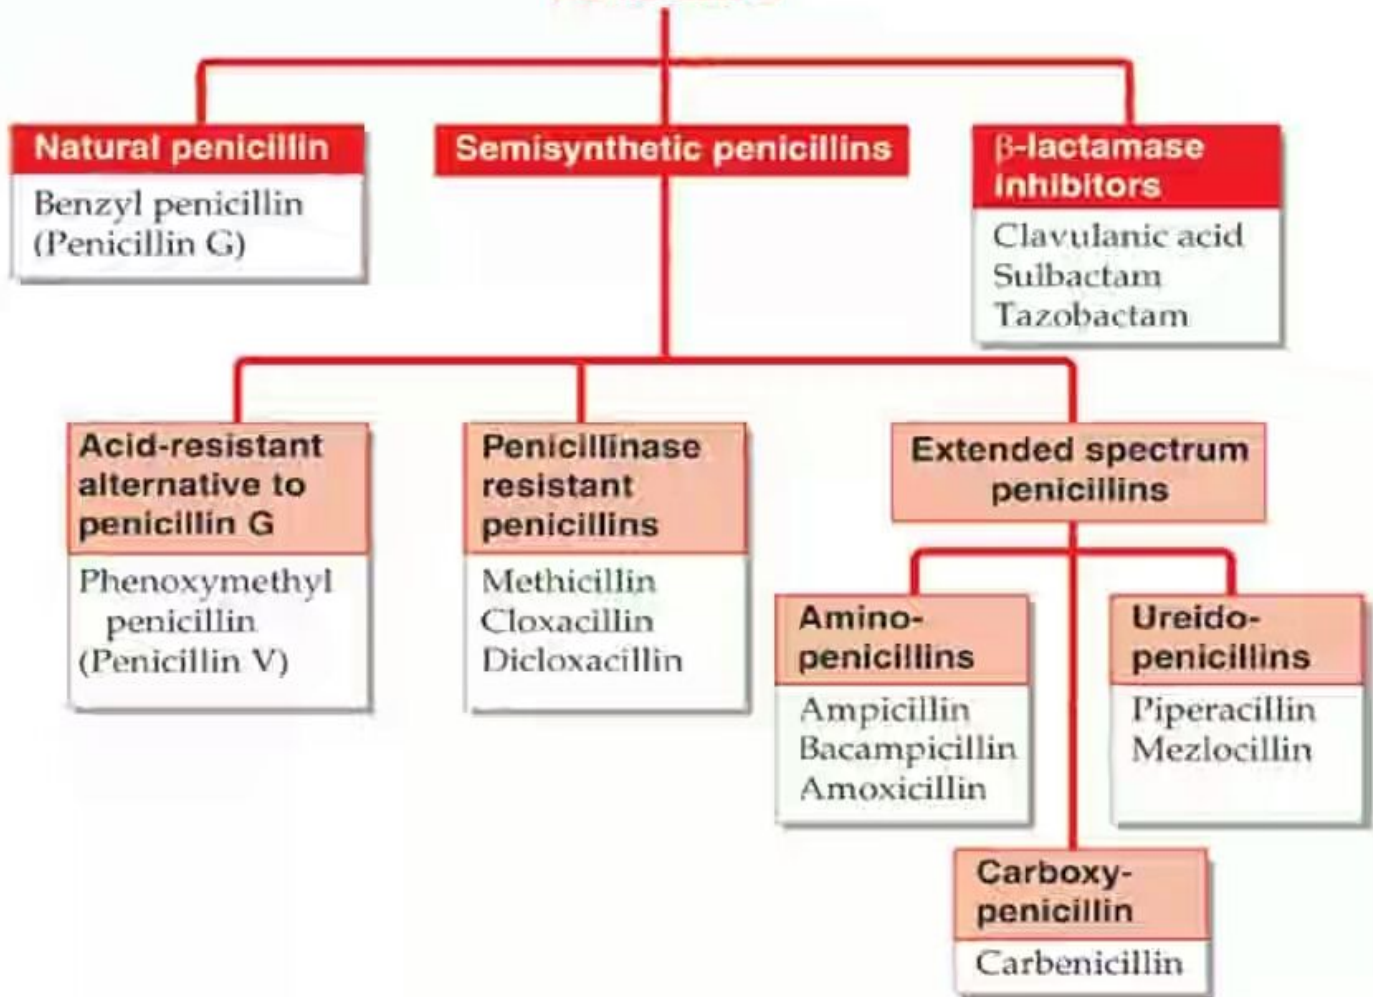 Natural penicillin
Benzyl penicillin
(Penicillin G)
Semisynthetic penicillins
β-lactamase
inhibitors
Clavulanic acid
Sulbactam
Tazobactam
Acid-resistant
alternative to
penicillin G
Phenoxymethyl
penicillin
(Penicillin V)
Penicillinase
resistant
penicillins
Methicillin
Cloxacillin
Dicloxacillin
Extended spectrum
penicillins
Amino-
penicillins
Ampicillin
Bacampicillin
Amoxicillin
Ureido-
penicillins
Piperacillin
Mezlocillin
Carboxy-
penicillin
Carbenicillin